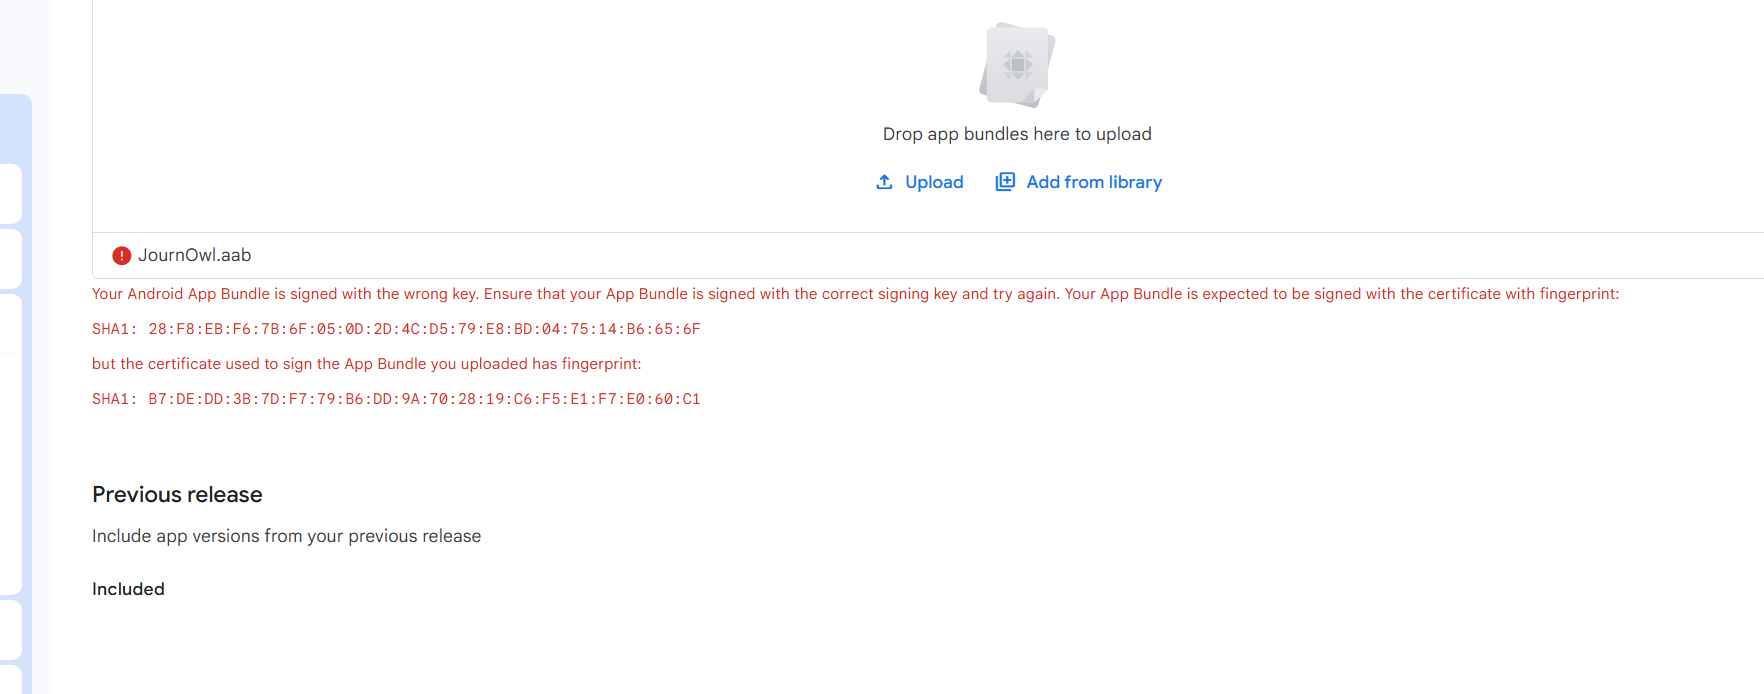 Drop app bundles here to upload
Upload
Add from library
JournOwl.aab
Your Android App Bundle is signed with the wrong key. Ensure that your App Bundle is signed with the correct signing key and try again. Your App Bundle is expected to be signed with the certificate with fingerprint:
SHA1: 28:F8:EB:F6:7B:6F:05:0D:2D:4C:D5:79:E8:BD:04:75:14:B6:65:6F
but the certificate used to sign the App Bundle you uploaded has fingerprint:
SHA1: B7:DE:DD:3B:7D:F7:79:B6:DD:9A:70:28:19:C6:F5:E1:F7:E0:60:C1
Previous release
Include app versions from your previous release
Included